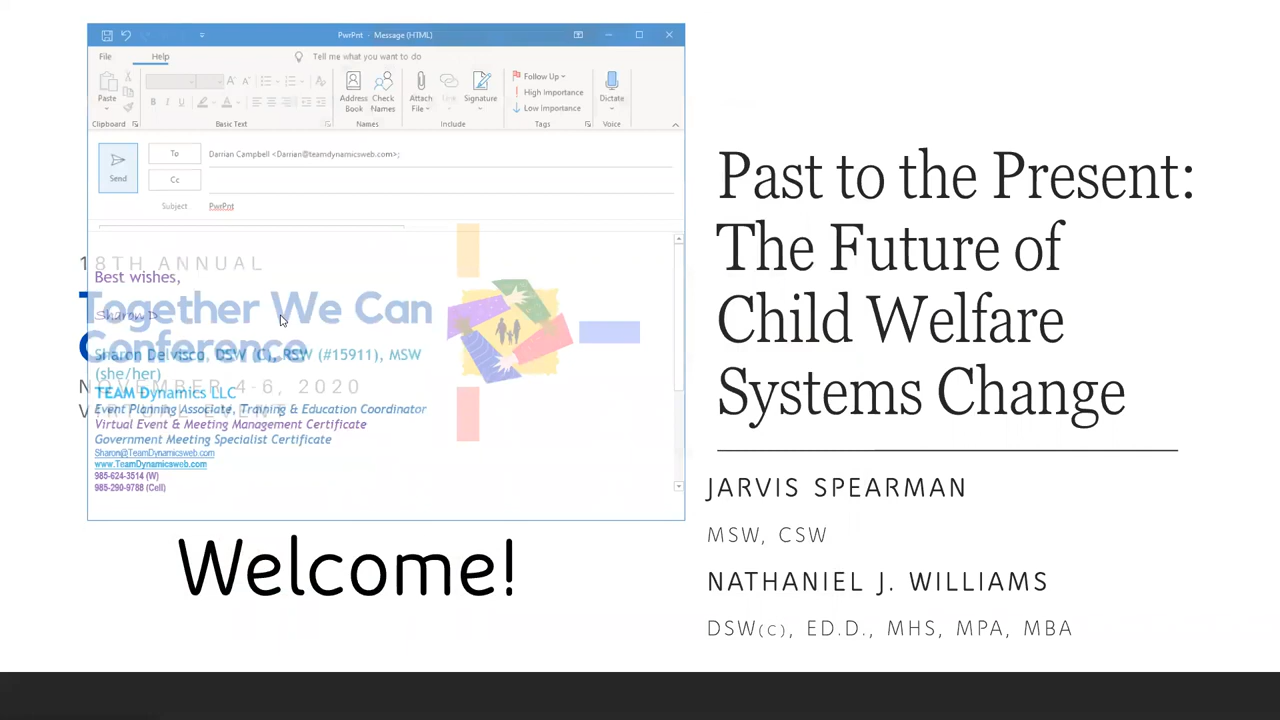 PwrPnt - Message (HTML)
File Help Tell me what you want to do
Paste
B I U
Address Book
Check Names
Attach File
Link
Signature
Follow Up
High Importance
Low Importance
Dictate
Clipboard Basic Text Names Include Tags Voice
Send
To Darrian Campbell <Darrian@teamdynamicsweb.com>;
Cc
Subject PwrPnt
18TH ANNUAL
Best wishes,
Together We Can
Sharon D
Conference
Sharon Delvisco, DSW (C), RSW (#15911), MSW
(she/her)
NOVEMBER 4-6, 2020
TEAM Dynamics LLC
VIRTUAL EVENT
Event Planning Associate, Training & Education Coordinator
Virtual Event & Meeting Management Certificate
Government Meeting Specialist Certificate
Sharon@TeamDynamicsweb.com
www.TeamDynamicsweb.com
985-624-3514 (W)
985-290-9788 (Cell)
Welcome!
Past to the Present:
The Future of
Child Welfare
Systems Change
JARVIS SPEARMAN
MSW, CSW
NATHANIEL J. WILLIAMS
DSW(C), ED.D., MHS, MPA, MBA